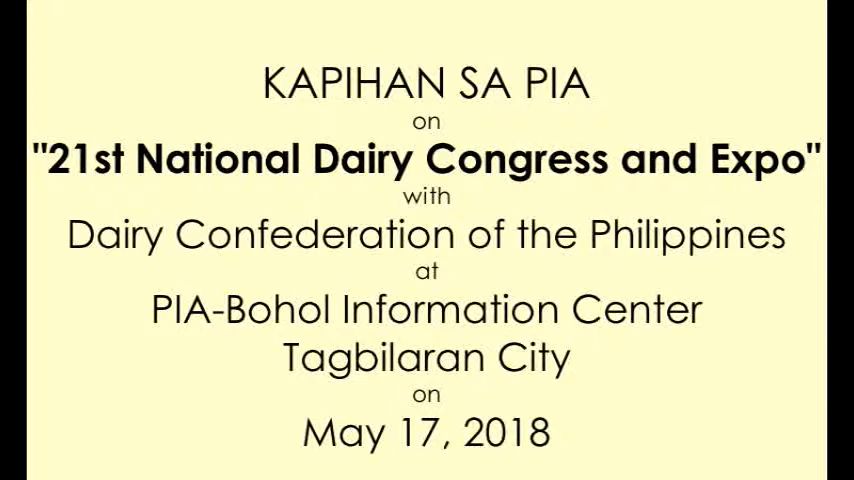 KAPIHAN SA PIA
on
"21st National Dairy Congress and Expo"
with
Dairy Confederation of the Philippines
at
PIA-Bohol Information Center
Tagbilaran City
on
May 17, 2018